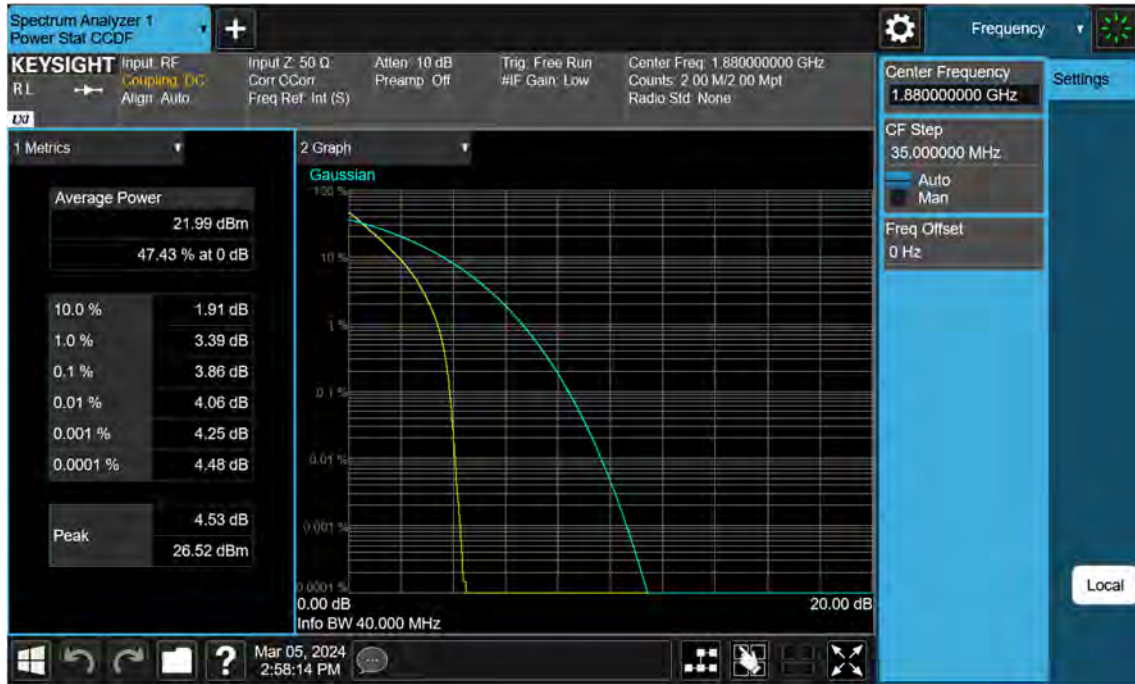 Spectrum Analyzer 1
Power Stat CCDF
+
Frequency
KEYSIGHT
RL
LXI
Input: RF
Coupling: DC
Align: Auto
Input Z: 50 Ω
Corr CCorr
Freq Ref: Int (S)
Atten: 10 dB
Preamp: Off
Trig: Free Run
#IF Gain: Low
Center Freq: 1.880000000 GHz
Counts: 2.00 M/2.00 Mpt
Radio Std: None
Center Frequency
1.880000000 GHz
Settings
CF Step
35.000000 MHz
Auto
Man
Freq Offset
0 Hz
Local
1 Metrics
Average Power
21.99 dBm
47.43 % at 0 dB
10.0 % 1.91 dB
1.0 % 3.39 dB
0.1 % 3.86 dB
0.01 % 4.06 dB
0.001 % 4.25 dB
0.0001 % 4.48 dB
Peak
4.53 dB
26.52 dBm
2 Graph
Gaussian
100 %
10 %
1 %
0.1 %
0.01 %
0.001 %
0.0001 %
0.00 dB 20.00 dB
Info BW 40.000 MHz
?
Mar 05, 2024
2:58:14 PM